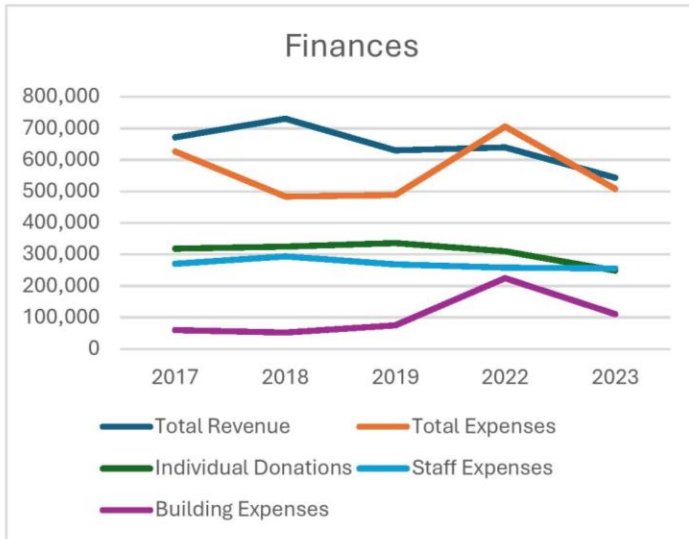 Finances
800,000
700,000
600,000
500,000
400,000
300,000
200,000
100,000
0
2017 2018 2019 2022 2023
Total Revenue Total Expenses
Individual Donations Staff Expenses
Building Expenses